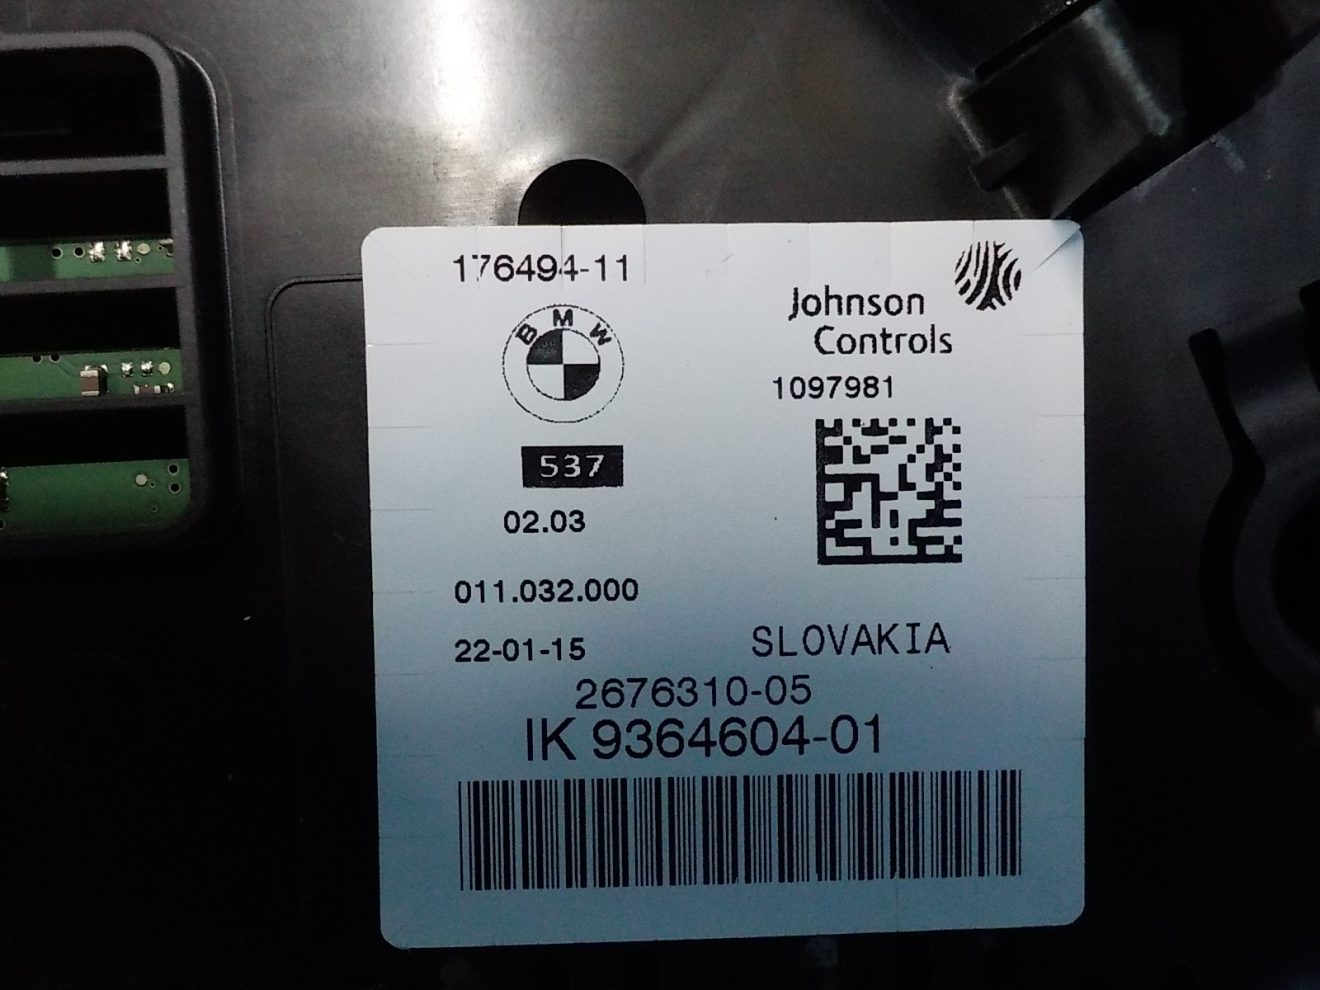 176494-11
BMW
537
02.03
011.032.000
22-01-15
Johnson
Controls
1097981
SLOVAKIA
2676310-05
IK 9364604-01